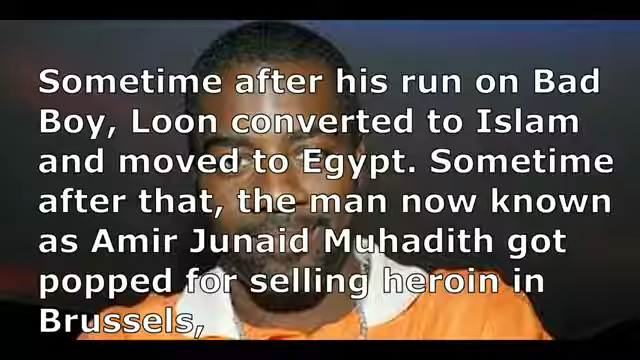 Sometime after his run on Bad
Boy, Loon converted to Islam
and moved to Egypt. Sometime
after that, the man now known
as Amir Junaid Muhadith got
popped for selling heroin in
Brussels,